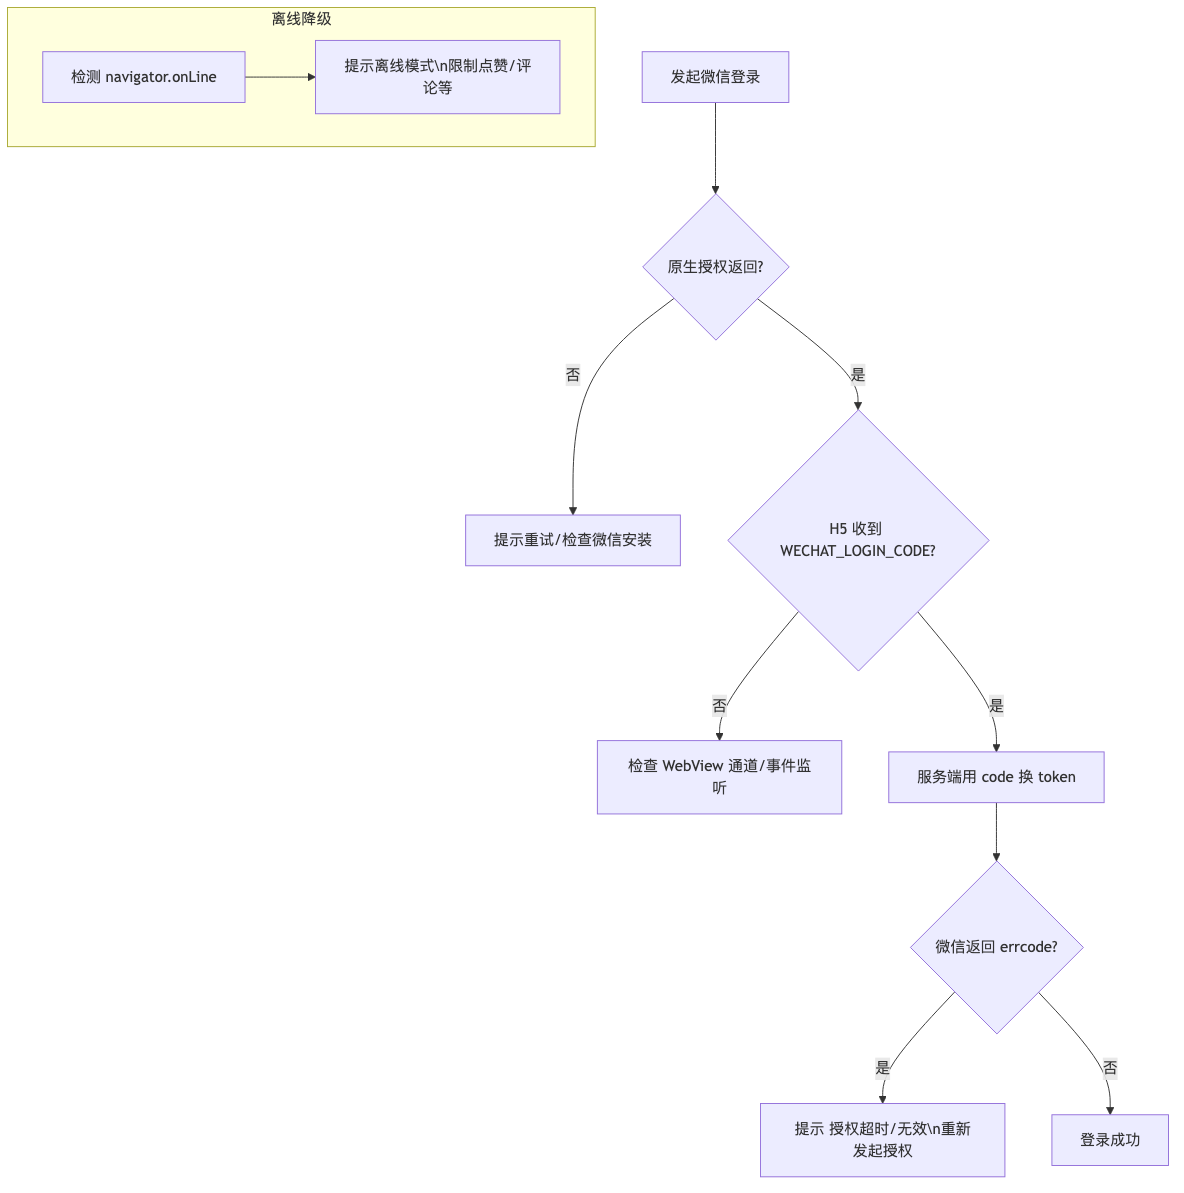 离线降级
检测 navigator.onLine
提示离线模式\n限制点赞/评
论等
发起微信登录
原生授权返回?
否
是
提示重试/检查微信安装
H5 收到
WECHAT_LOGIN_CODE?
否
是
检查 WebView 通道/事件监
听
服务端用 code 换 token
微信返回 errcode?
是
否
提示 授权超时/无效\n重新
发起授权
登录成功